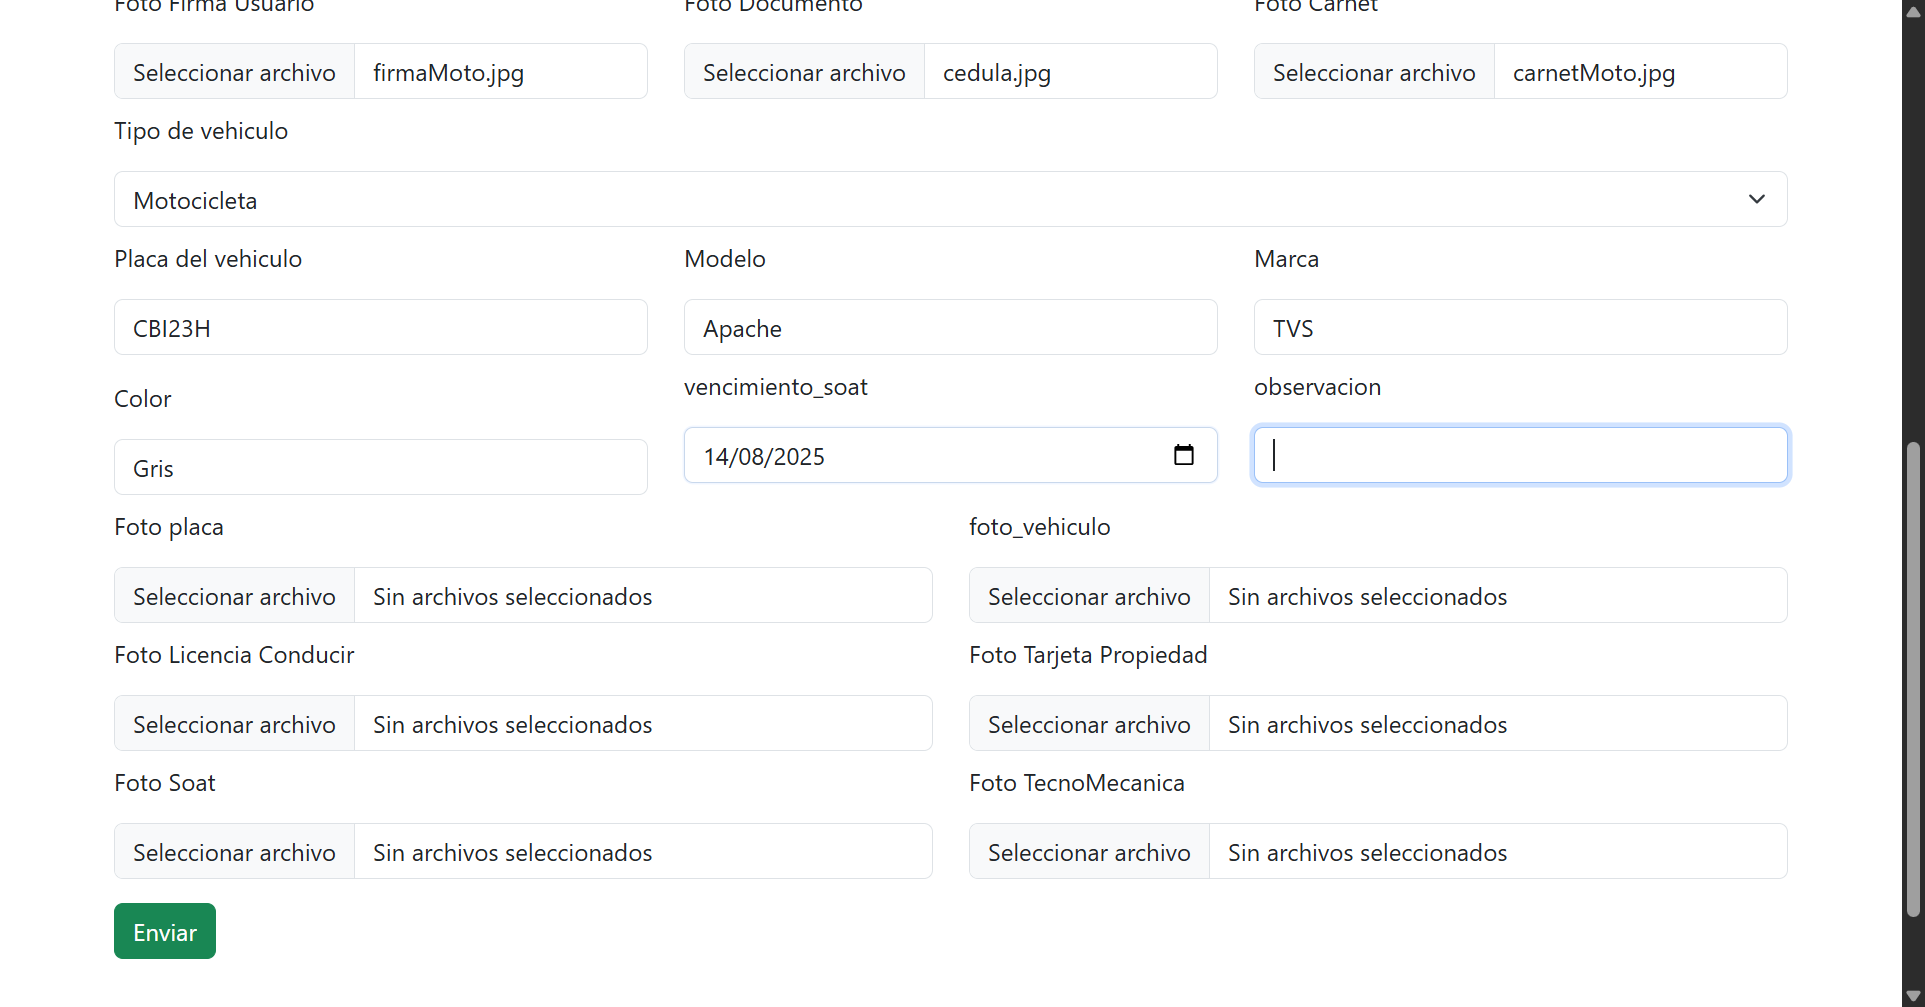 Foto Firma Usuario Foto Documento Foto Carnet
Seleccionar archivo firmaMoto.jpg Seleccionar archivo cedula.jpg Seleccionar archivo carnetMoto.jpg
Tipo de vehiculo
Motocicleta
Placa del vehiculo Modelo Marca
CBI23H Apache TVS
Color vencimiento_soat observacion
Gris 14/08/2025
Foto placa foto_vehiculo
Seleccionar archivo Sin archivos seleccionados Seleccionar archivo Sin archivos seleccionados
Foto Licencia Conducir Foto Tarjeta Propiedad
Seleccionar archivo Sin archivos seleccionados Seleccionar archivo Sin archivos seleccionados
Foto Soat Foto TecnoMecanica
Seleccionar archivo Sin archivos seleccionados Seleccionar archivo Sin archivos seleccionados
Enviar